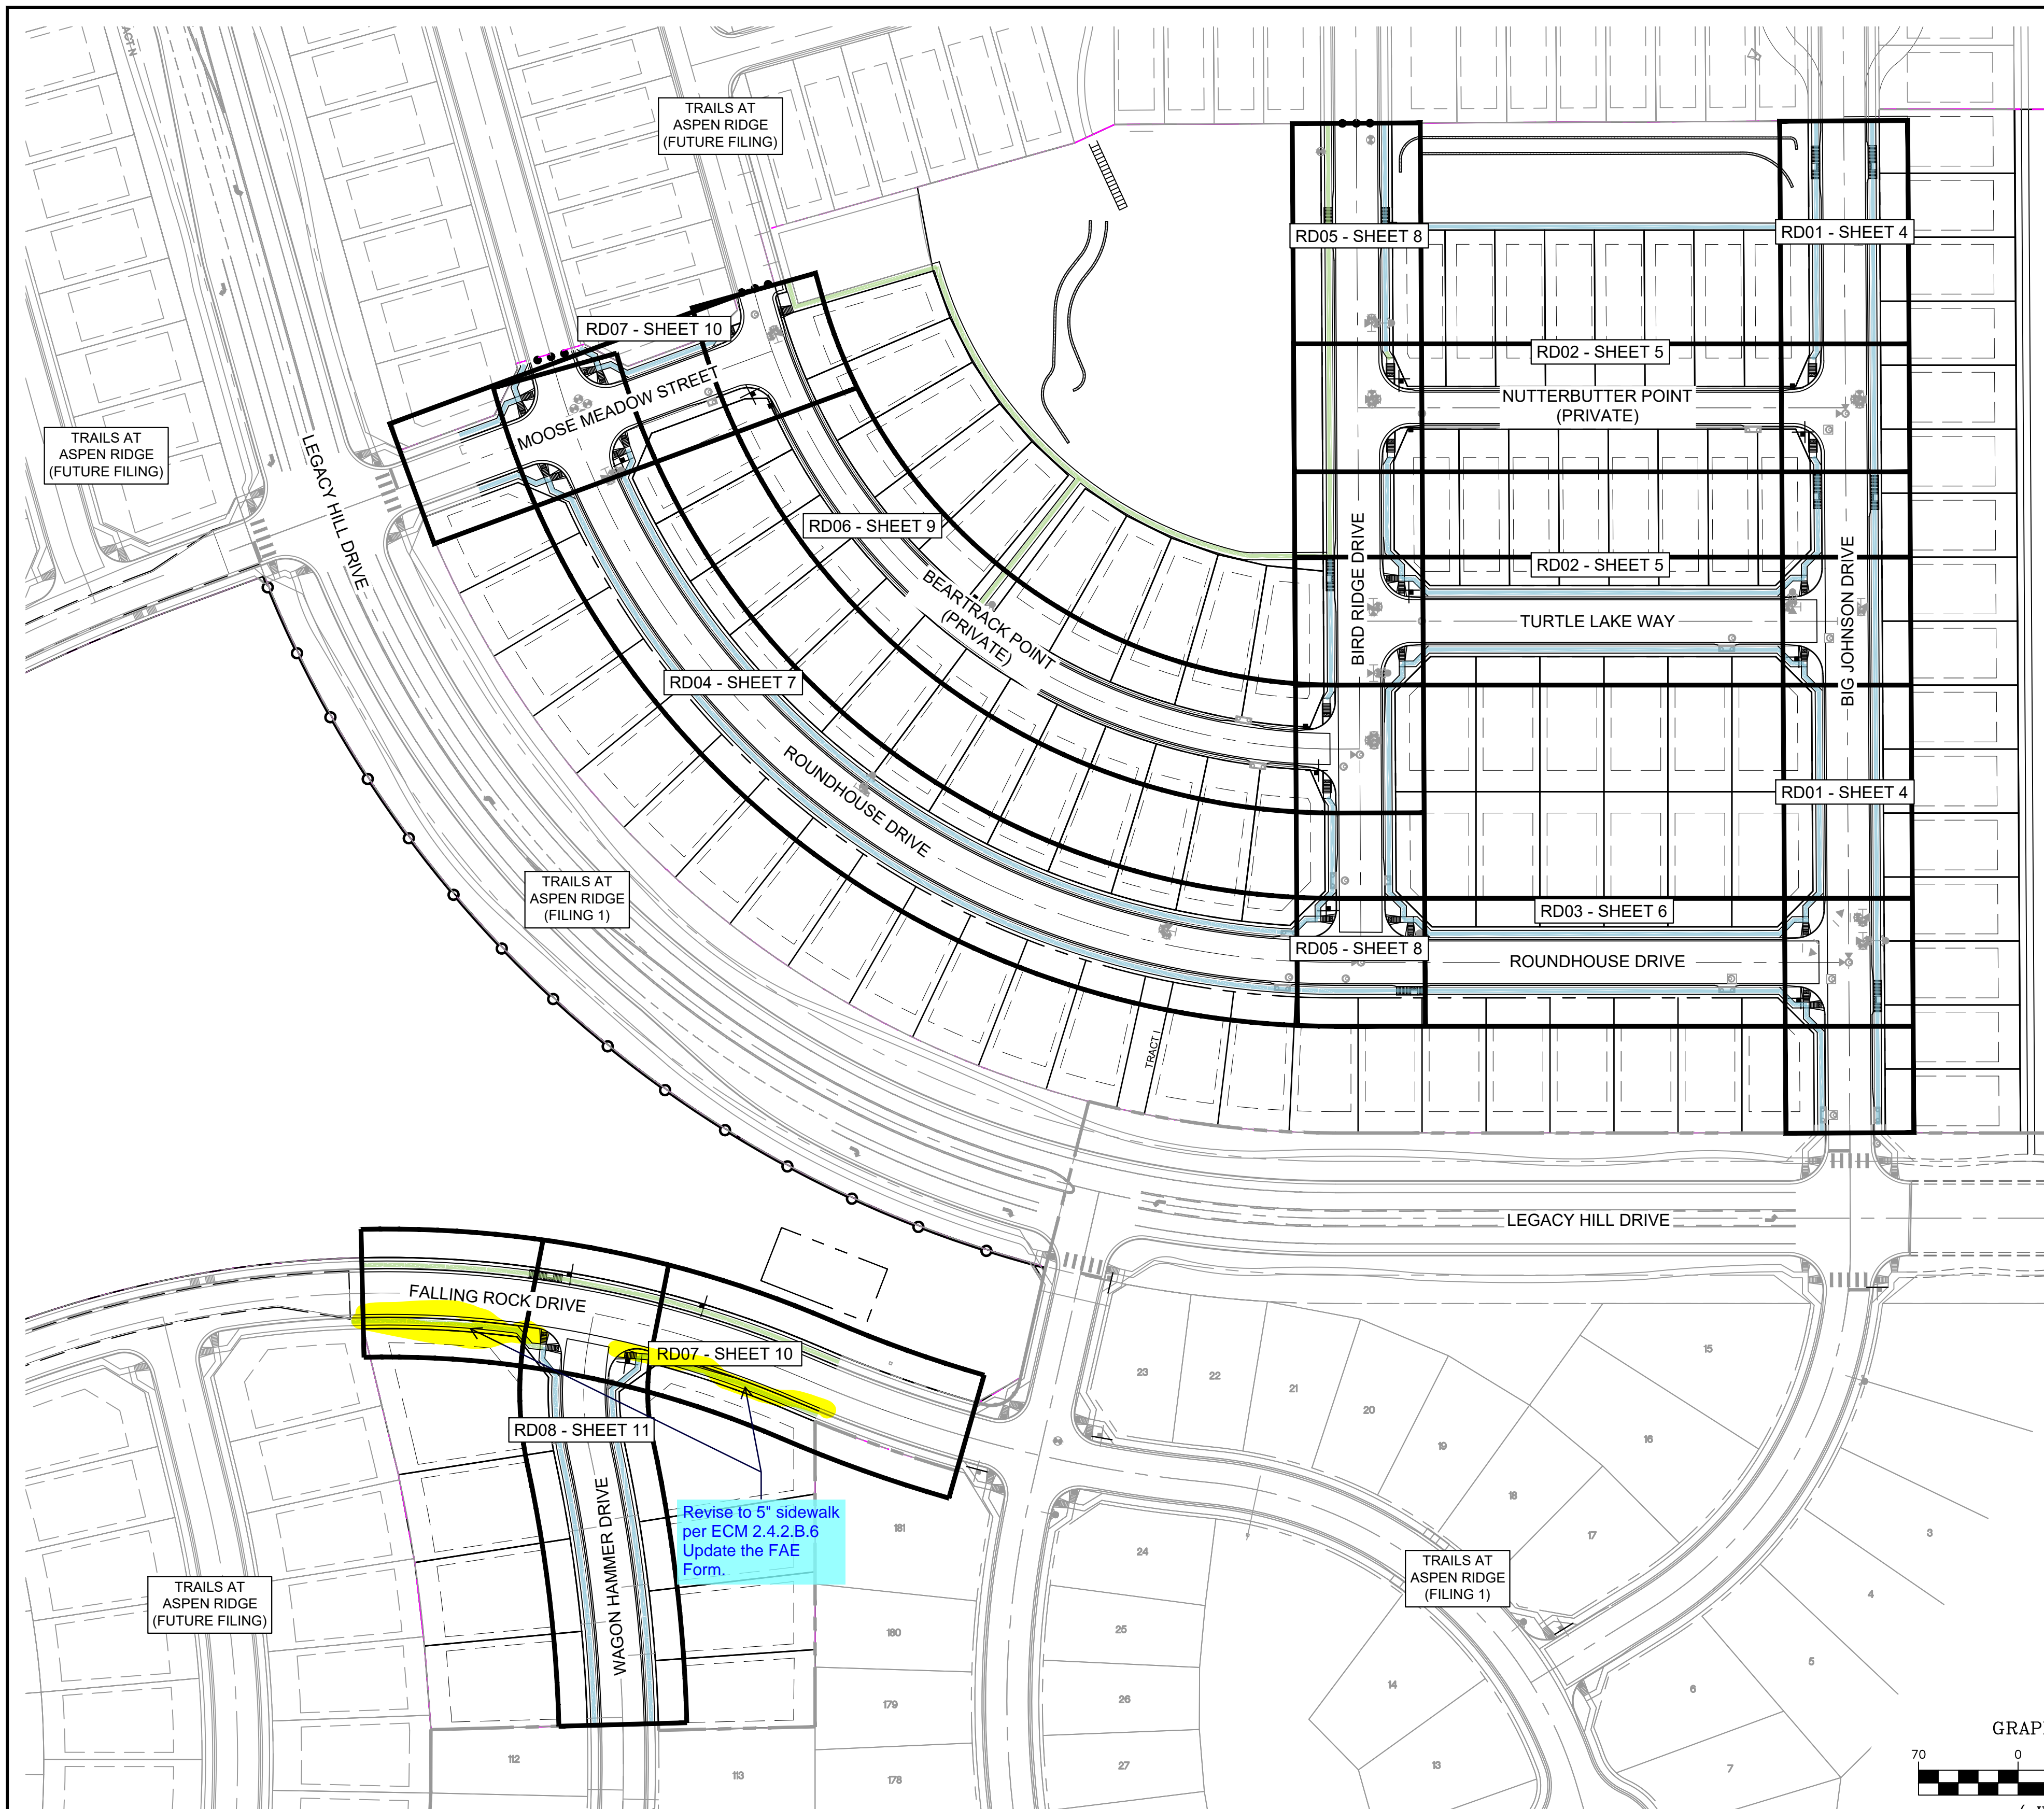 ACT N
TRAILS AT
ASPEN RIDGE
(FUTURE FILING)
RD05 - SHEET 8
RD01 - SHEET 4
RD07 - SHEET 10
RD02 - SHEET 5
MOOSE MEADOW STREET
NUTTERBUTTER POINT
(PRIVATE)
TRAILS AT
ASPEN RIDGE
(FUTURE FILING)
LEGACY HILL DRIVE
RD06 - SHEET 9
BIRD RIDGE DRIVE
RD02 - SHEET 5
BIG JOHNSON DRIVE
BEARTRACK POINT
(PRIVATE)
TURTLE LAKE WAY
RD04 - SHEET 7
ROUNDHOUSE DRIVE
RD01 - SHEET 4
TRAILS AT
ASPEN RIDGE
(FILING 1)
RD03 - SHEET 6
RD05 - SHEET 8
ROUNDHOUSE DRIVE
TRACT I
LEGACY HILL DRIVE
FALLING ROCK DRIVE
RD07 - SHEET 10
15
23
22
21
20
19
16
RD08 - SHEET 11
18
Revise to 5" sidewalk
per ECM 2.4.2.B.6
Update the FAE
Form.
WAGON HAMMER DRIVE
181
24
17
3
TRAILS AT
ASPEN RIDGE
(FILING 1)
TRAILS AT
ASPEN RIDGE
(FUTURE FILING)
4
180
25
5
179
26
14
6
112
113
178
27
13
7
70
0